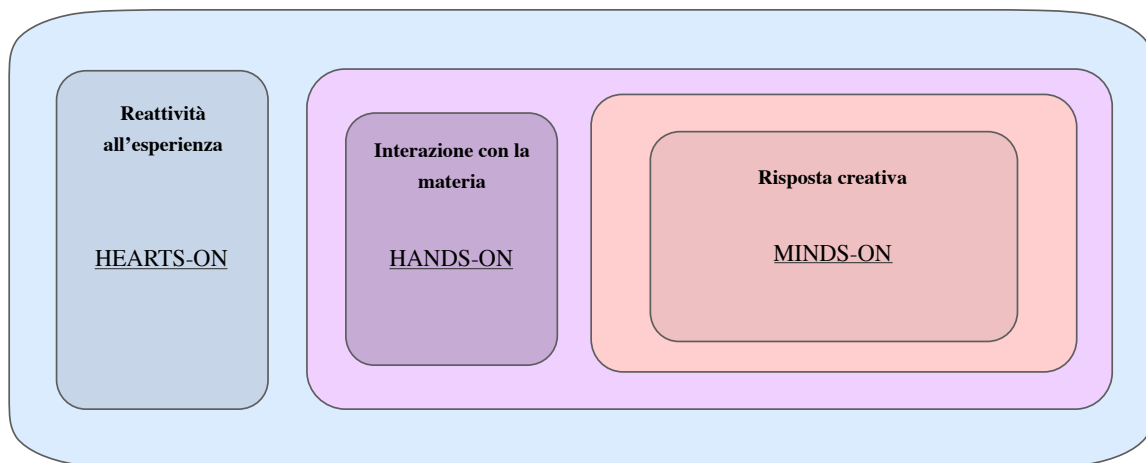 Reattività
all’esperienza
HEARTS-ON
Interazione con la
materia
HANDS-ON
Risposta creativa
MINDS-ON